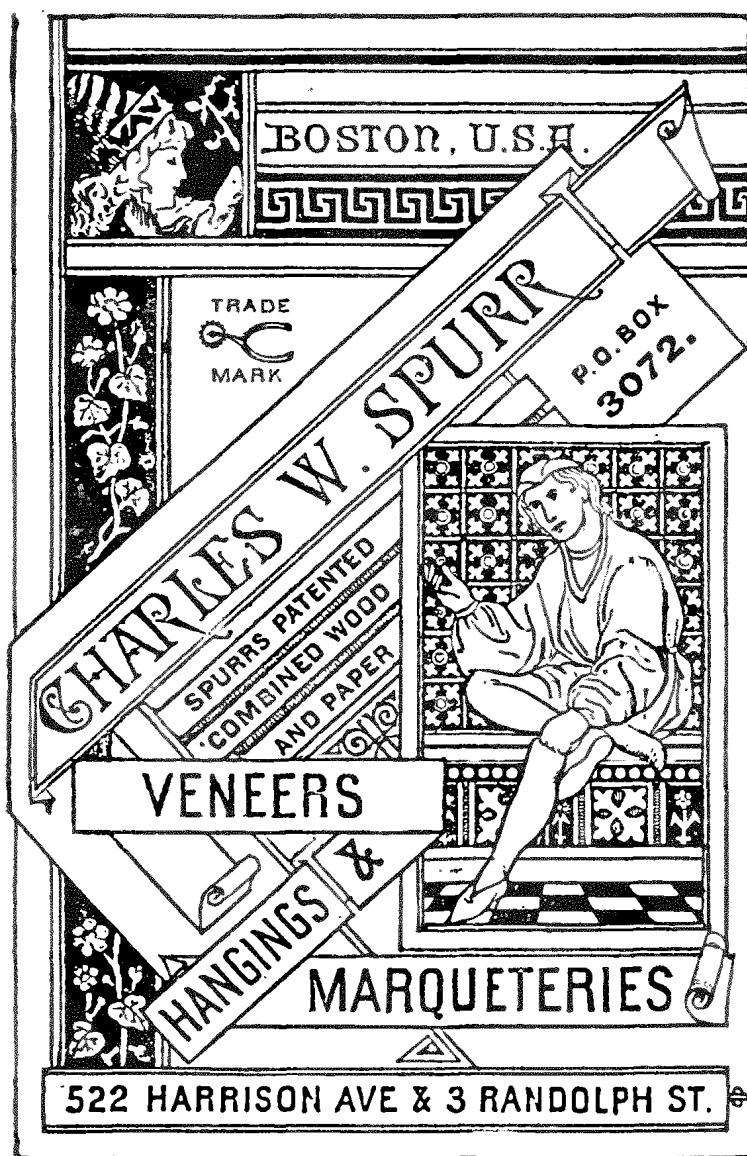 BOSTON, U.S.A.
TRADE
MARK
CHARLES W. SPURR
P.O. BOX
3072.
SPURRS PATENTED
COMBINED WOOD
AND PAPER
VENEERS
&
HANGINGS
MARQUETERIES
522 HARRISON AVE & 3 RANDOLPH ST.